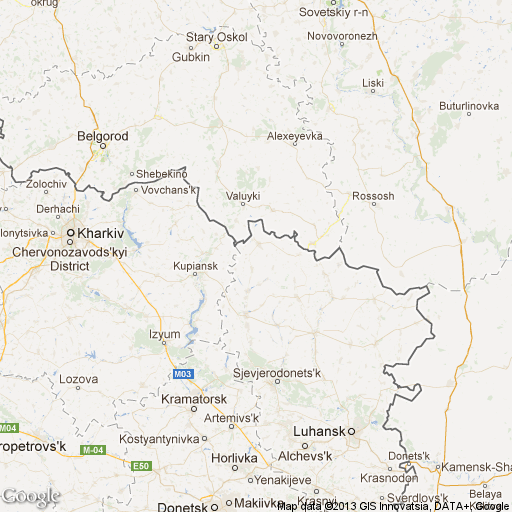 okrug
Sovetskiy r-n
Stary Oskol
Novovoronezh
Gubkin
Liski
Buturlinovka
Belgorod
Alexeyevka
Shebekino
Zolochiv
Vovchans'k
Valuyki
Rossosh
Derhachi
lonytsivka
Kharkiv
Chervonozavods'kyi
District
Kupiansk
Izyum
M03
Sjevjerodonets'k
Lozova
Kramatorsk
Artemivs'k
M04
Luhansk
Kostyantynivka
ropetrovs'k
M-04
Alchevs'k
Donets'k
E50
Horlivka
Krasnodon
Kamensk-Sha
Yenakijeve
Google
Makiivka
Krasnyi
Sverdlovs'k
Belaya
Donetsk
Map data ©2013 GIS Innovatsia, DATA+, Google